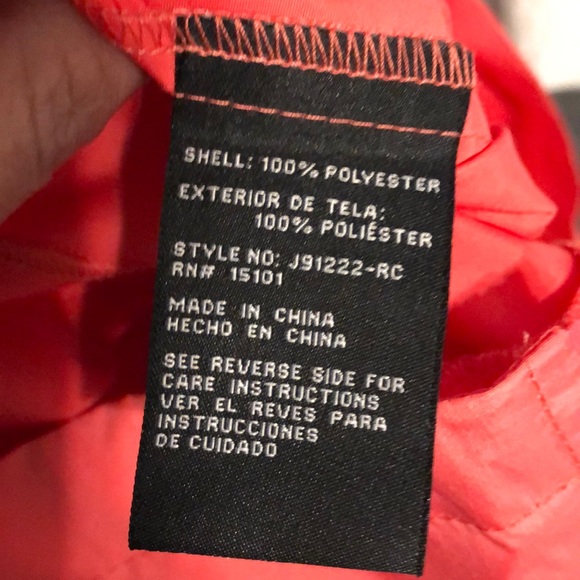 SHELL: 100% POLYESTER
EXTERIOR DE TELA:
100% POLIÉSTER
STYLE NO: J91222-RC
RN# 15101
MADE IN CHINA
HECHO EN CHINA
SEE REVERSE SIDE FOR
CARE INSTRUCTIONS
VER EL REVES PARA
INSTRUCCIONES
DE CUIDADO